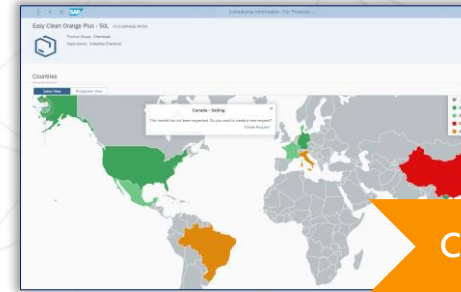 SAP
Compliance Information - For Products
Easy Clean Orange Plus - 50L
Product Group: Chemicals
Applications: Industrial Cleaning
Countries
Sales View
Production View
Canada - Selling
This market has not been requested. Do you want to create a new request?
Create Request
C